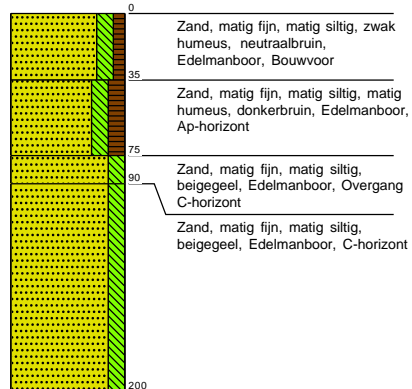 0
Zand, matig fijn, matig siltig, zwak
humeus, neutraalbruin,
Edelmanboor, Bouwvoor
35
Zand, matig fijn, matig siltig, matig
humeus, donkerbruin, Edelmanboor,
Ap-horizont
75
Zand, matig fijn, matig siltig,
beigegeel, Edelmanboor, Overgang
C-horizont
90
Zand, matig fijn, matig siltig,
beigegeel, Edelmanboor, C-horizont
200